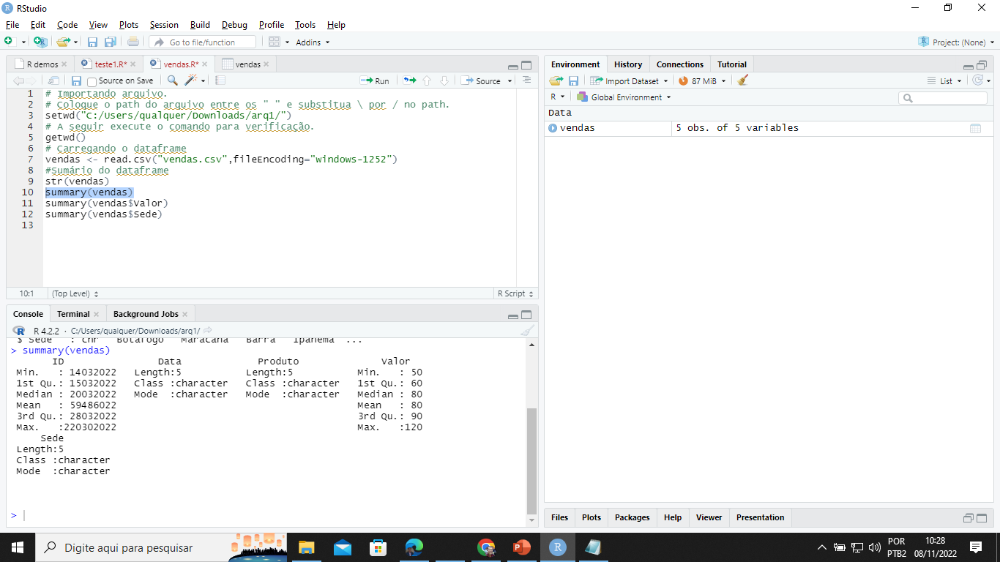 RStudio
File Edit Code View Plots Session Build Debug Profile Tools Help
Go to file/function Addins Project: (None)
R demos teste1.R* vendas.R* vendas
Source on Save Run Source
1 # Importando arquivo.
2 # Coloque o path do arquivo entre os " " e substitua \ por / no path.
3 setwd("C:/Users/qualquer/Downloads/arq1/")
4 # A seguir execute o comando para verificação.
5 getwd()
6 # Carregando o dataframe
7 vendas <- read.csv("vendas.csv",fileEncoding="windows-1252")
8 #Sumário do dataframe
9 str(vendas)
10 summary(vendas)
11 summary(vendas$Valor)
12 summary(vendas$Sede)
13
10:1 (Top Level) R Script
Console Terminal Background Jobs
R 4.2.2 · C:/Users/qualquer/Downloads/arq1/
$ Sede : chr Botafogo Maracana Barra Ipanema ...
> summary(vendas)
ID Data Produto Valor
Min. : 14032022 Length:5 Length:5 Min. : 50
1st Qu.: 15032022 Class :character Class :character 1st Qu.: 60
Median : 20032022 Mode :character Mode :character Median : 80
Mean : 59486022 Mean : 80
3rd Qu.: 28032022 3rd Qu.: 90
Max. :220302022 Max. :120
Sede
Length:5
Class :character
Mode :character
>
Environment History Connections Tutorial
Import Dataset 87 MiB List
R Global Environment
Data
vendas 5 obs. of 5 variables
Files Plots Packages Help Viewer Presentation
Digite aqui para pesquisar
POR 10:28
PTB2 08/11/2022